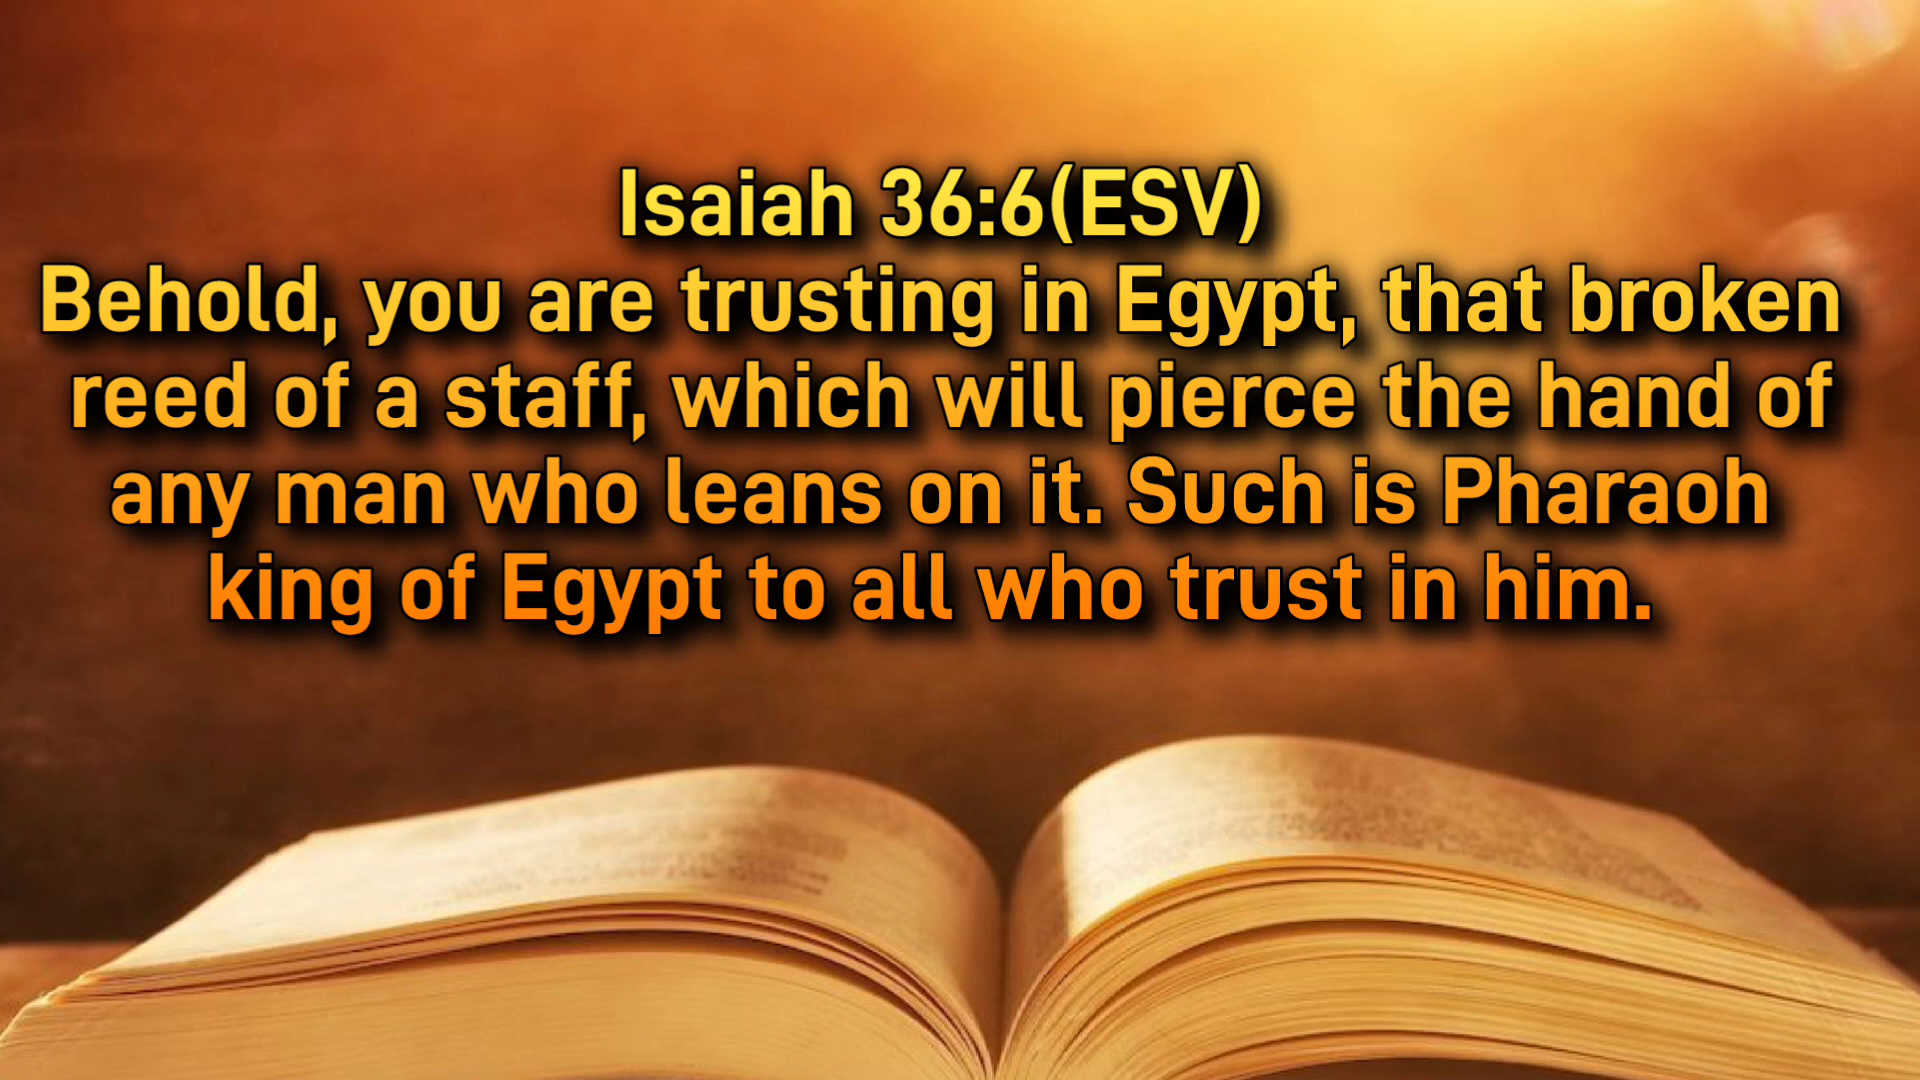 Isaiah 36:6(ESV)
Behold, you are trusting in Egypt, that broken
reed of a staff, which will pierce the hand of
any man who leans on it. Such is Pharaoh
king of Egypt to all who trust in him.